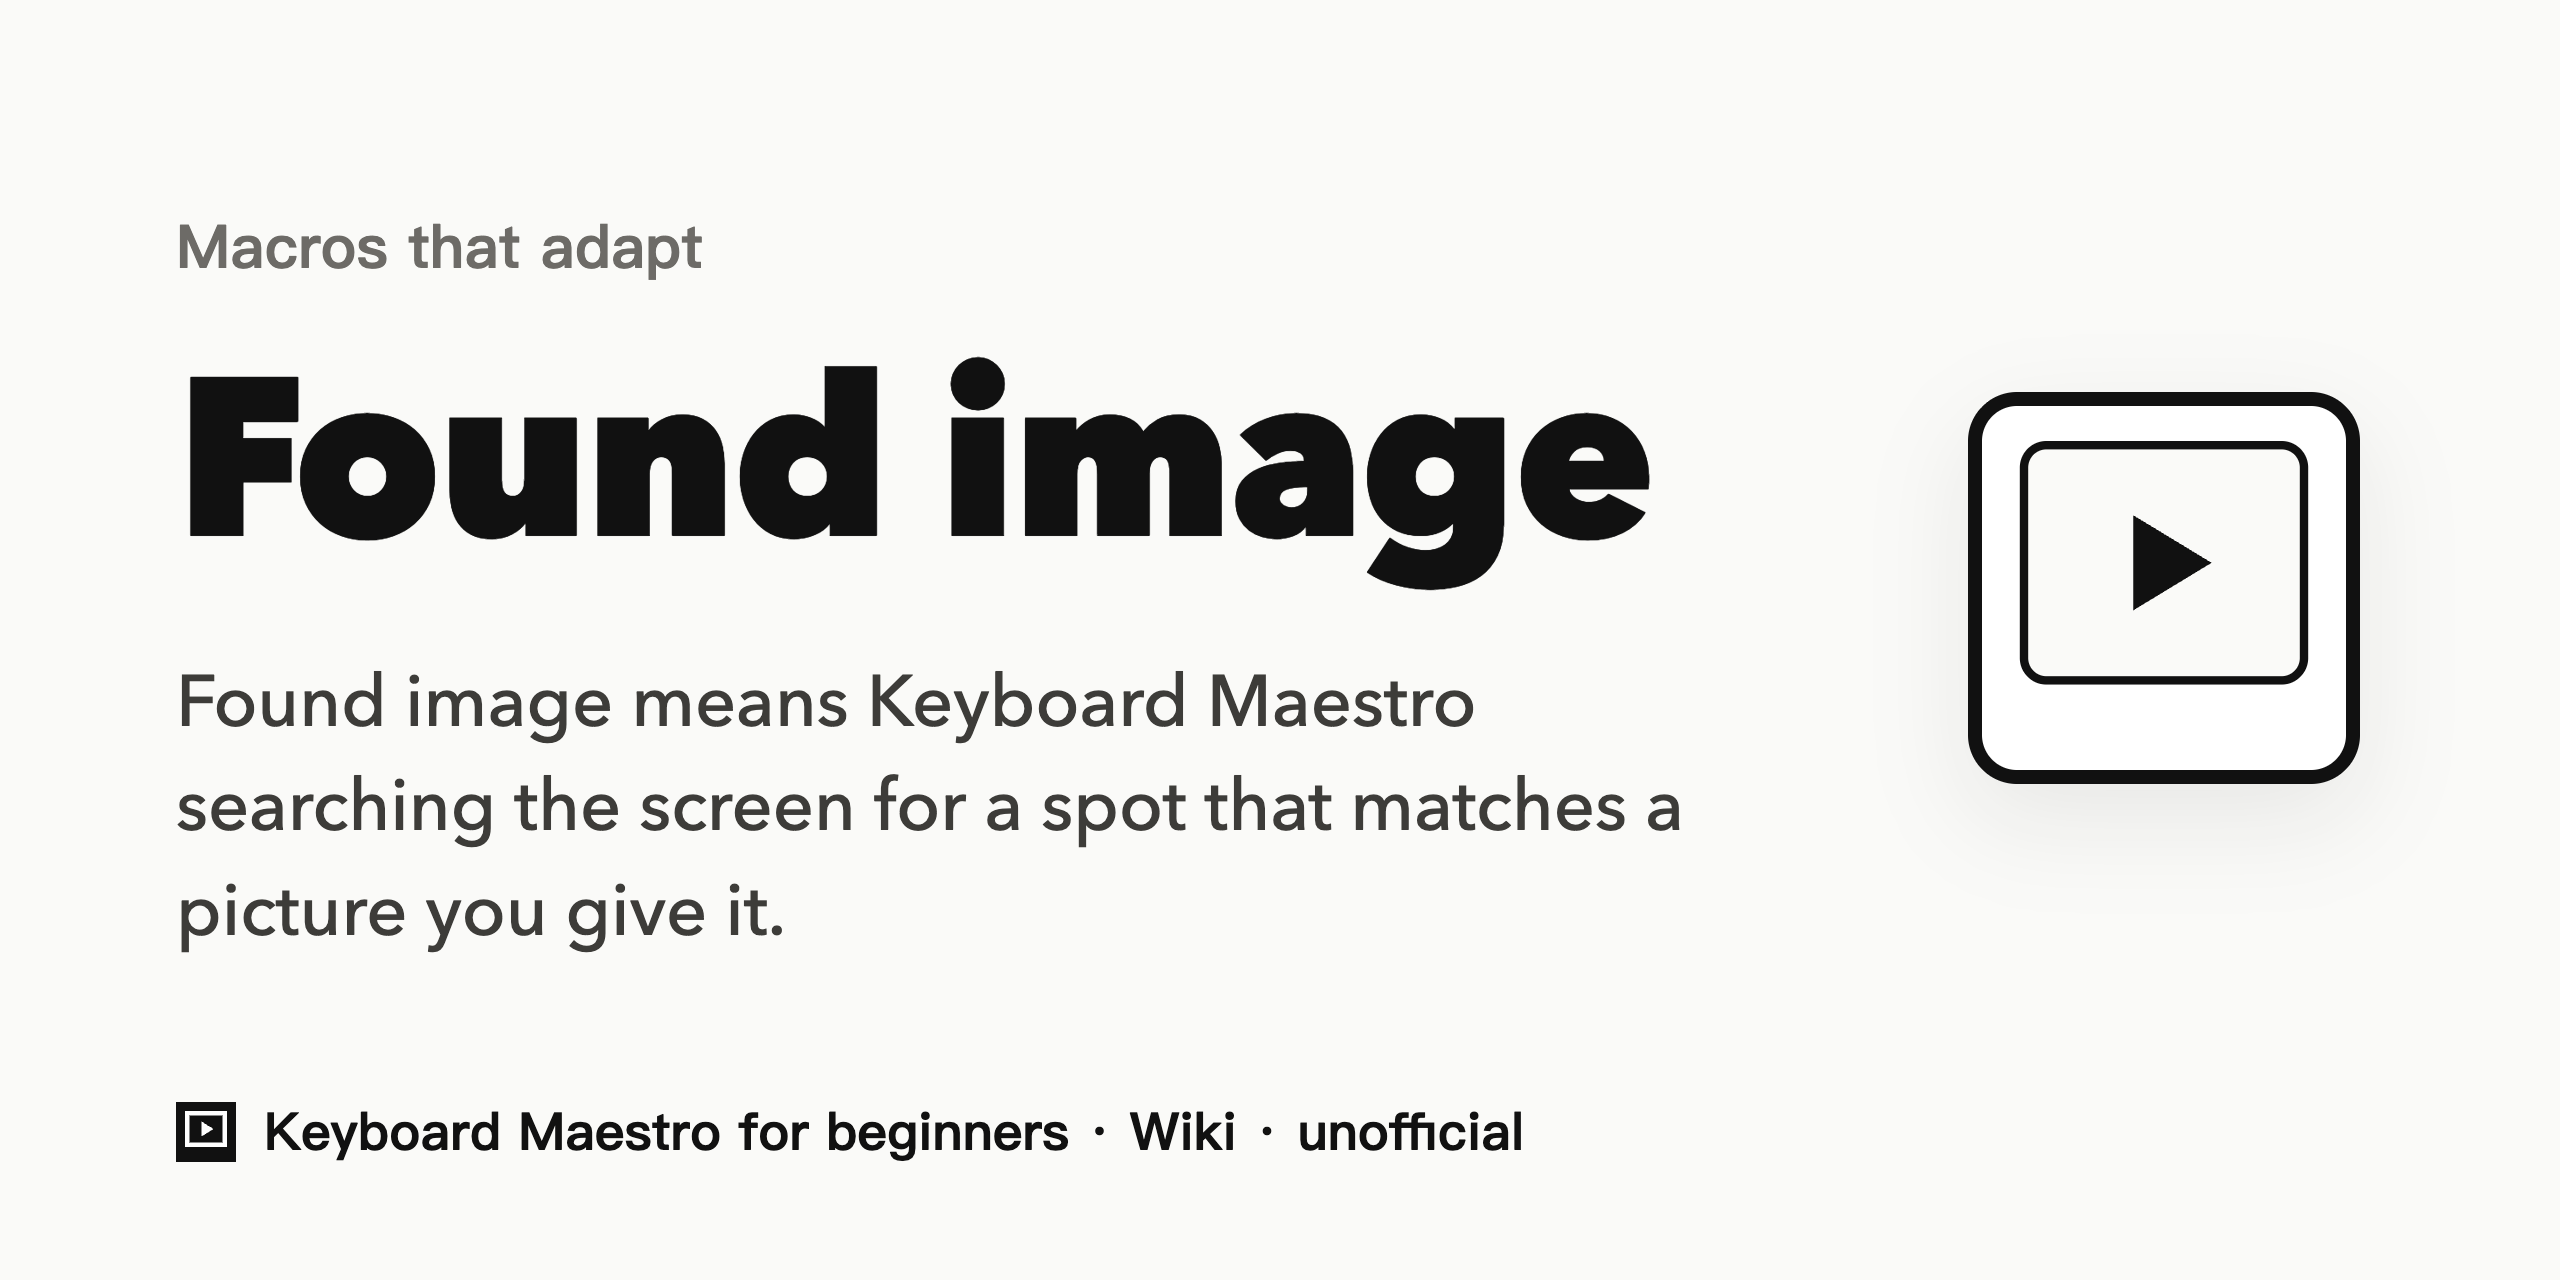 Macros that adapt
Found image
Found image means Keyboard Maestro
searching the screen for a spot that matches a
picture you give it.
Keyboard Maestro for beginners · Wiki · unofficial